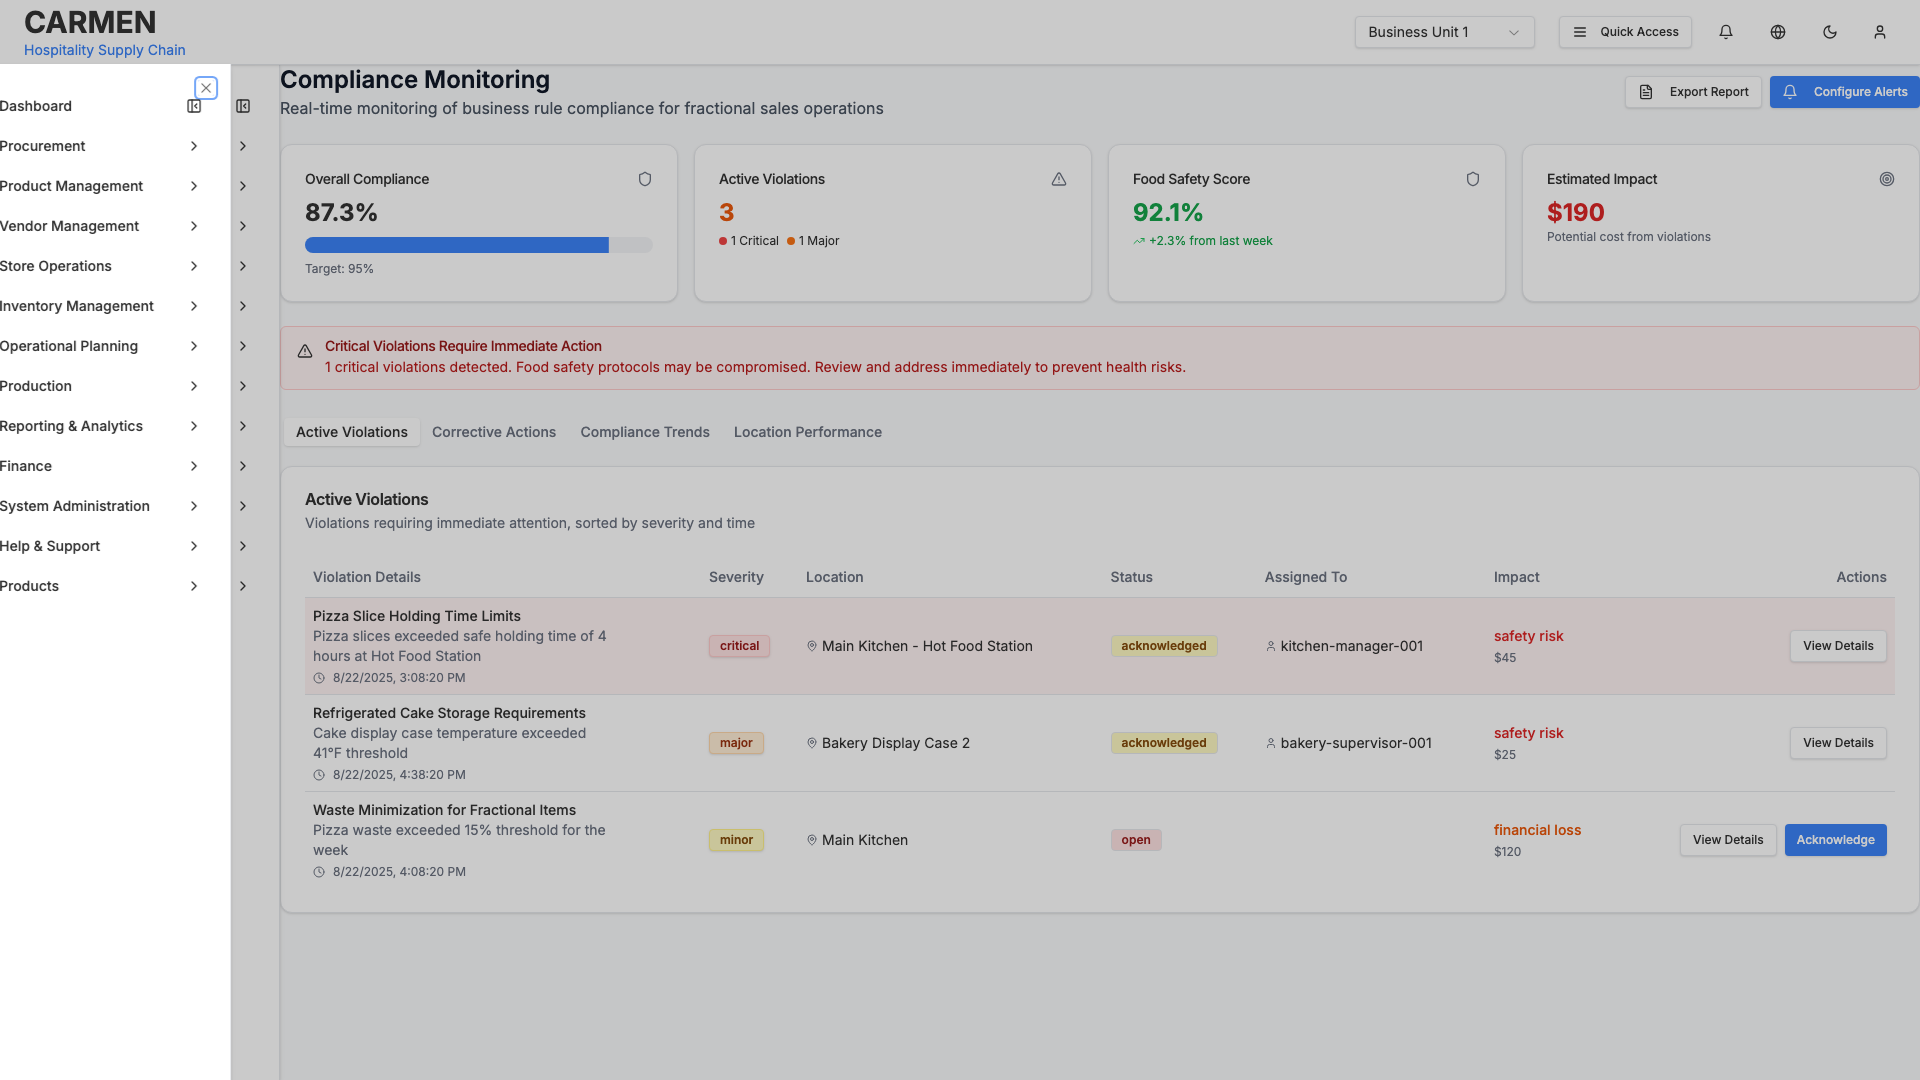 CARMEN
Hospitality Supply Chain
Business Unit 1
Quick Access
Dashboard
Procurement
Product Management
Vendor Management
Store Operations
Inventory Management
Operational Planning
Production
Reporting & Analytics
Finance
System Administration
Help & Support
Products
Compliance Monitoring
Real-time monitoring of business rule compliance for fractional sales operations
Export Report
Configure Alerts
Overall Compliance
87.3%
Target: 95%
Active Violations
3
1 Critical 1 Major
Food Safety Score
92.1%
+2.3% from last week
Estimated Impact
$190
Potential cost from violations
Critical Violations Require Immediate Action
1 critical violations detected. Food safety protocols may be compromised. Review and address immediately to prevent health risks.
Active Violations Corrective Actions Compliance Trends Location Performance
Active Violations
Violations requiring immediate attention, sorted by severity and time
Violation Details Severity Location Status Assigned To Impact Actions
Pizza Slice Holding Time Limits
Pizza slices exceeded safe holding time of 4
hours at Hot Food Station
8/22/2025, 3:08:20 PM
critical
Main Kitchen - Hot Food Station
acknowledged
kitchen-manager-001
safety risk
$45
View Details
Refrigerated Cake Storage Requirements
Cake display case temperature exceeded
41°F threshold
8/22/2025, 4:38:20 PM
major
Bakery Display Case 2
acknowledged
bakery-supervisor-001
safety risk
$25
View Details
Waste Minimization for Fractional Items
Pizza waste exceeded 15% threshold for the
week
8/22/2025, 4:08:20 PM
minor
Main Kitchen
open
financial loss
$120
View Details
Acknowledge